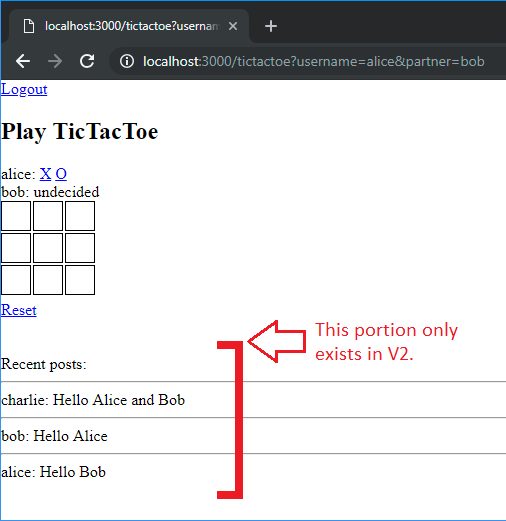 localhost:3000/tictactoe?usernam
localhost:3000/tictactoe?username=alice&partner=bob
Logout
Play TicTacToe
alice: X O
bob: undecided
Reset
This portion only
exists in V2.
Recent posts:
charlie: Hello Alice and Bob
bob: Hello Alice
alice: Hello Bob